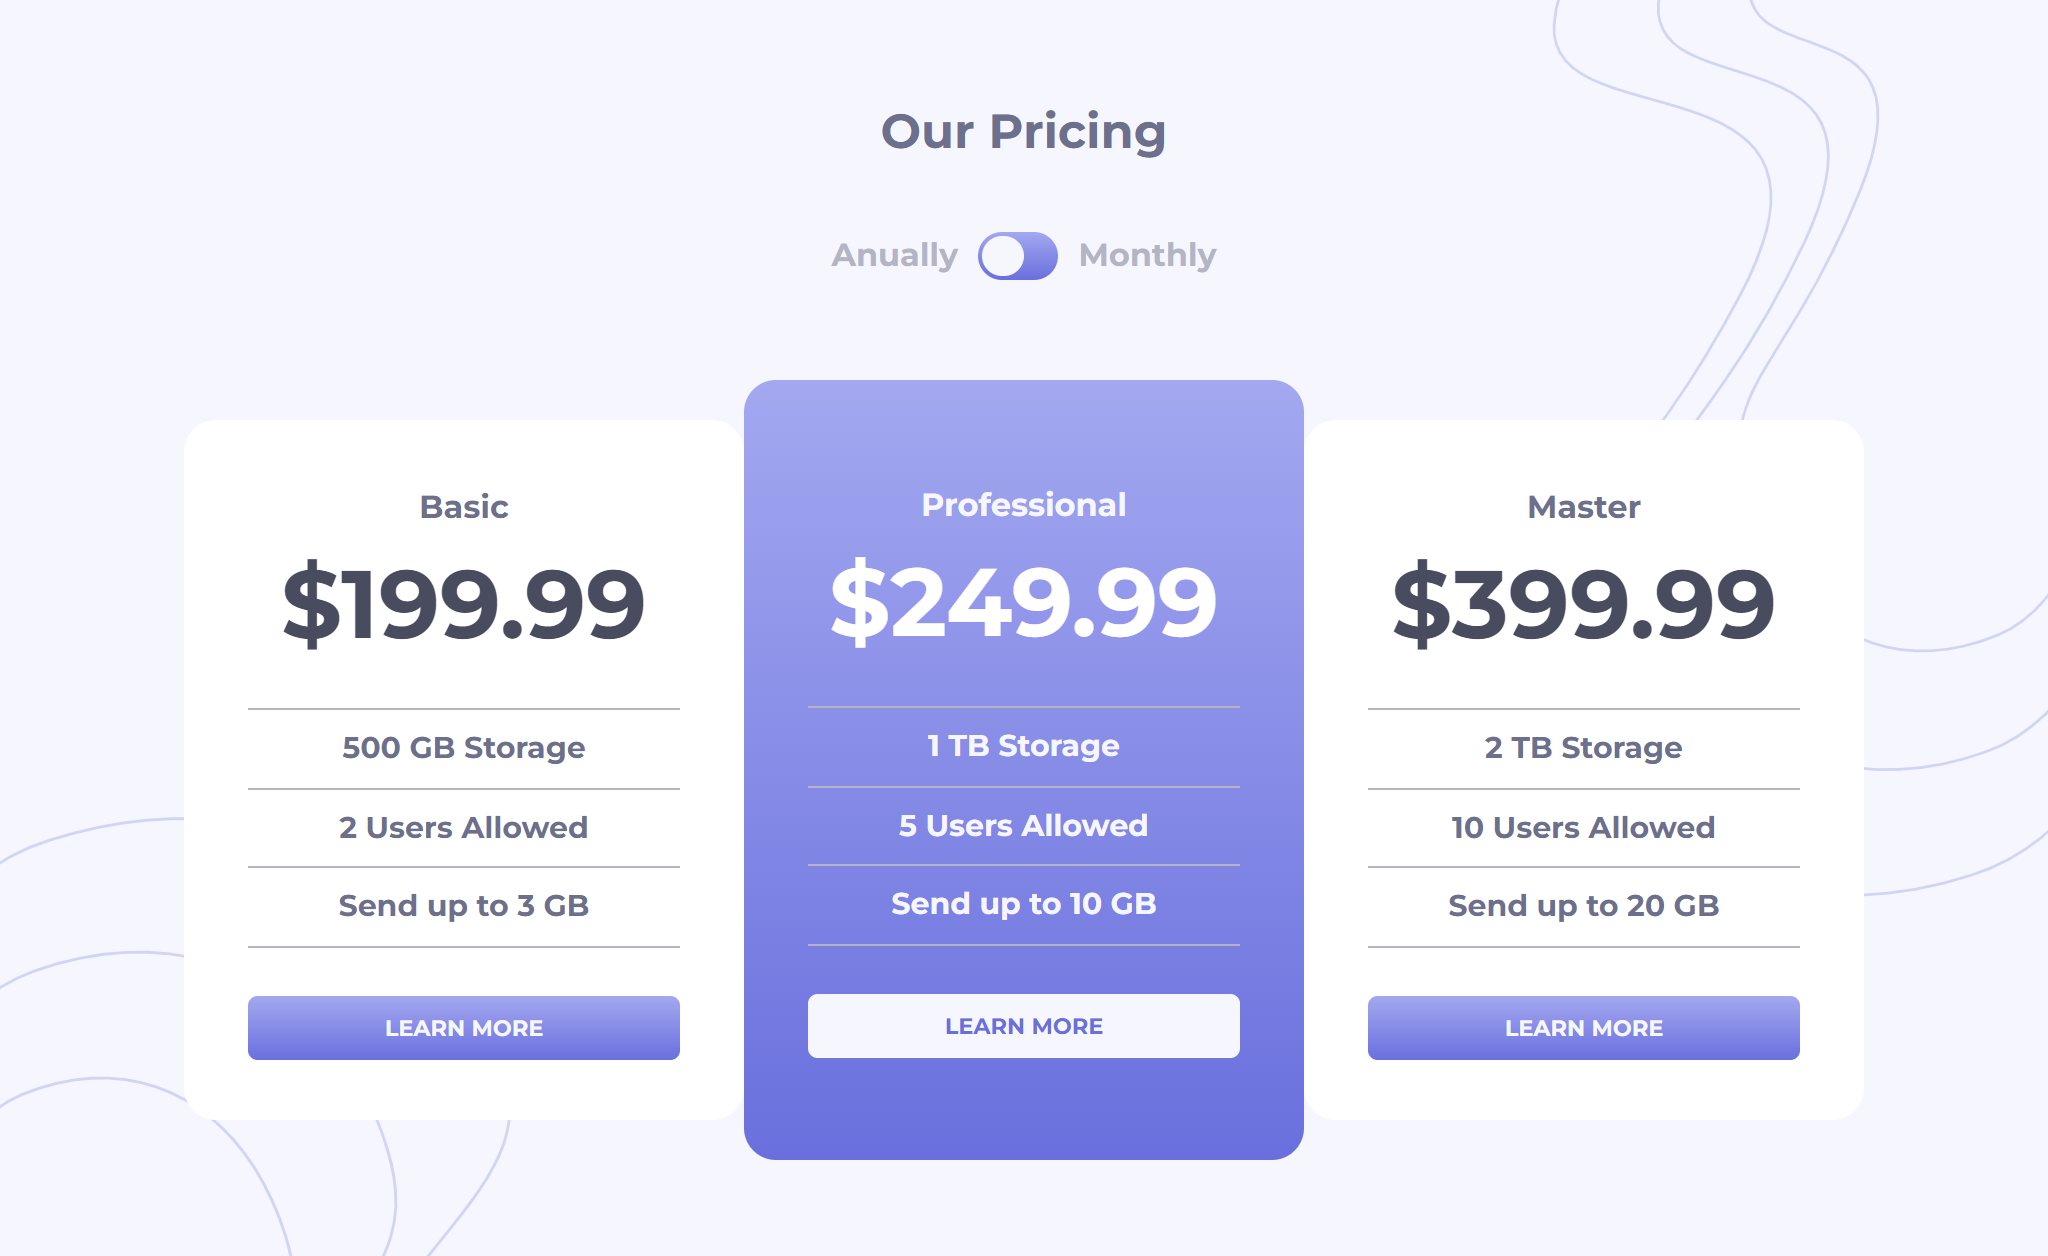 Our Pricing
Anually Monthly
Basic
$199.99
500 GB Storage
2 Users Allowed
Send up to 3 GB
LEARN MORE
Professional
$249.99
1 TB Storage
5 Users Allowed
Send up to 10 GB
LEARN MORE
Master
$399.99
2 TB Storage
10 Users Allowed
Send up to 20 GB
LEARN MORE